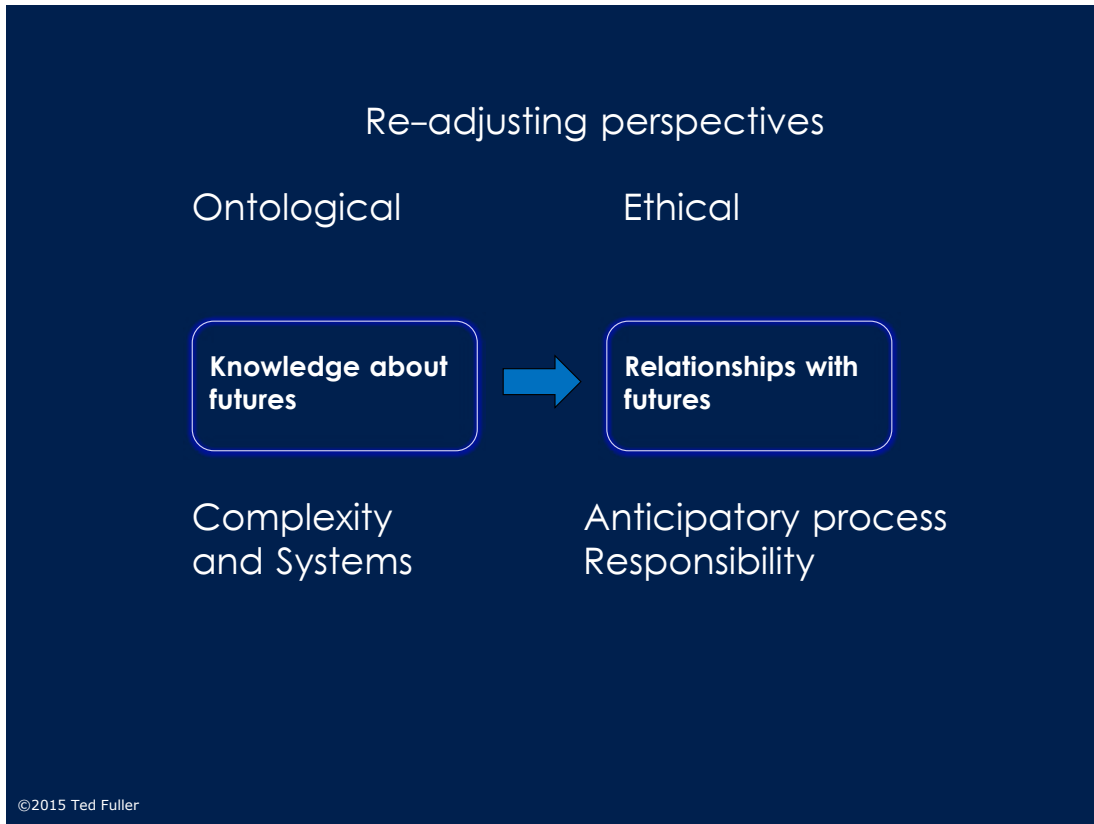 Re-adjusting perspectives
Ontological
Ethical
Knowledge about
futures
Relationships with
futures
Complexity
and Systems
Anticipatory process
Responsibility
©2015 Ted Fuller